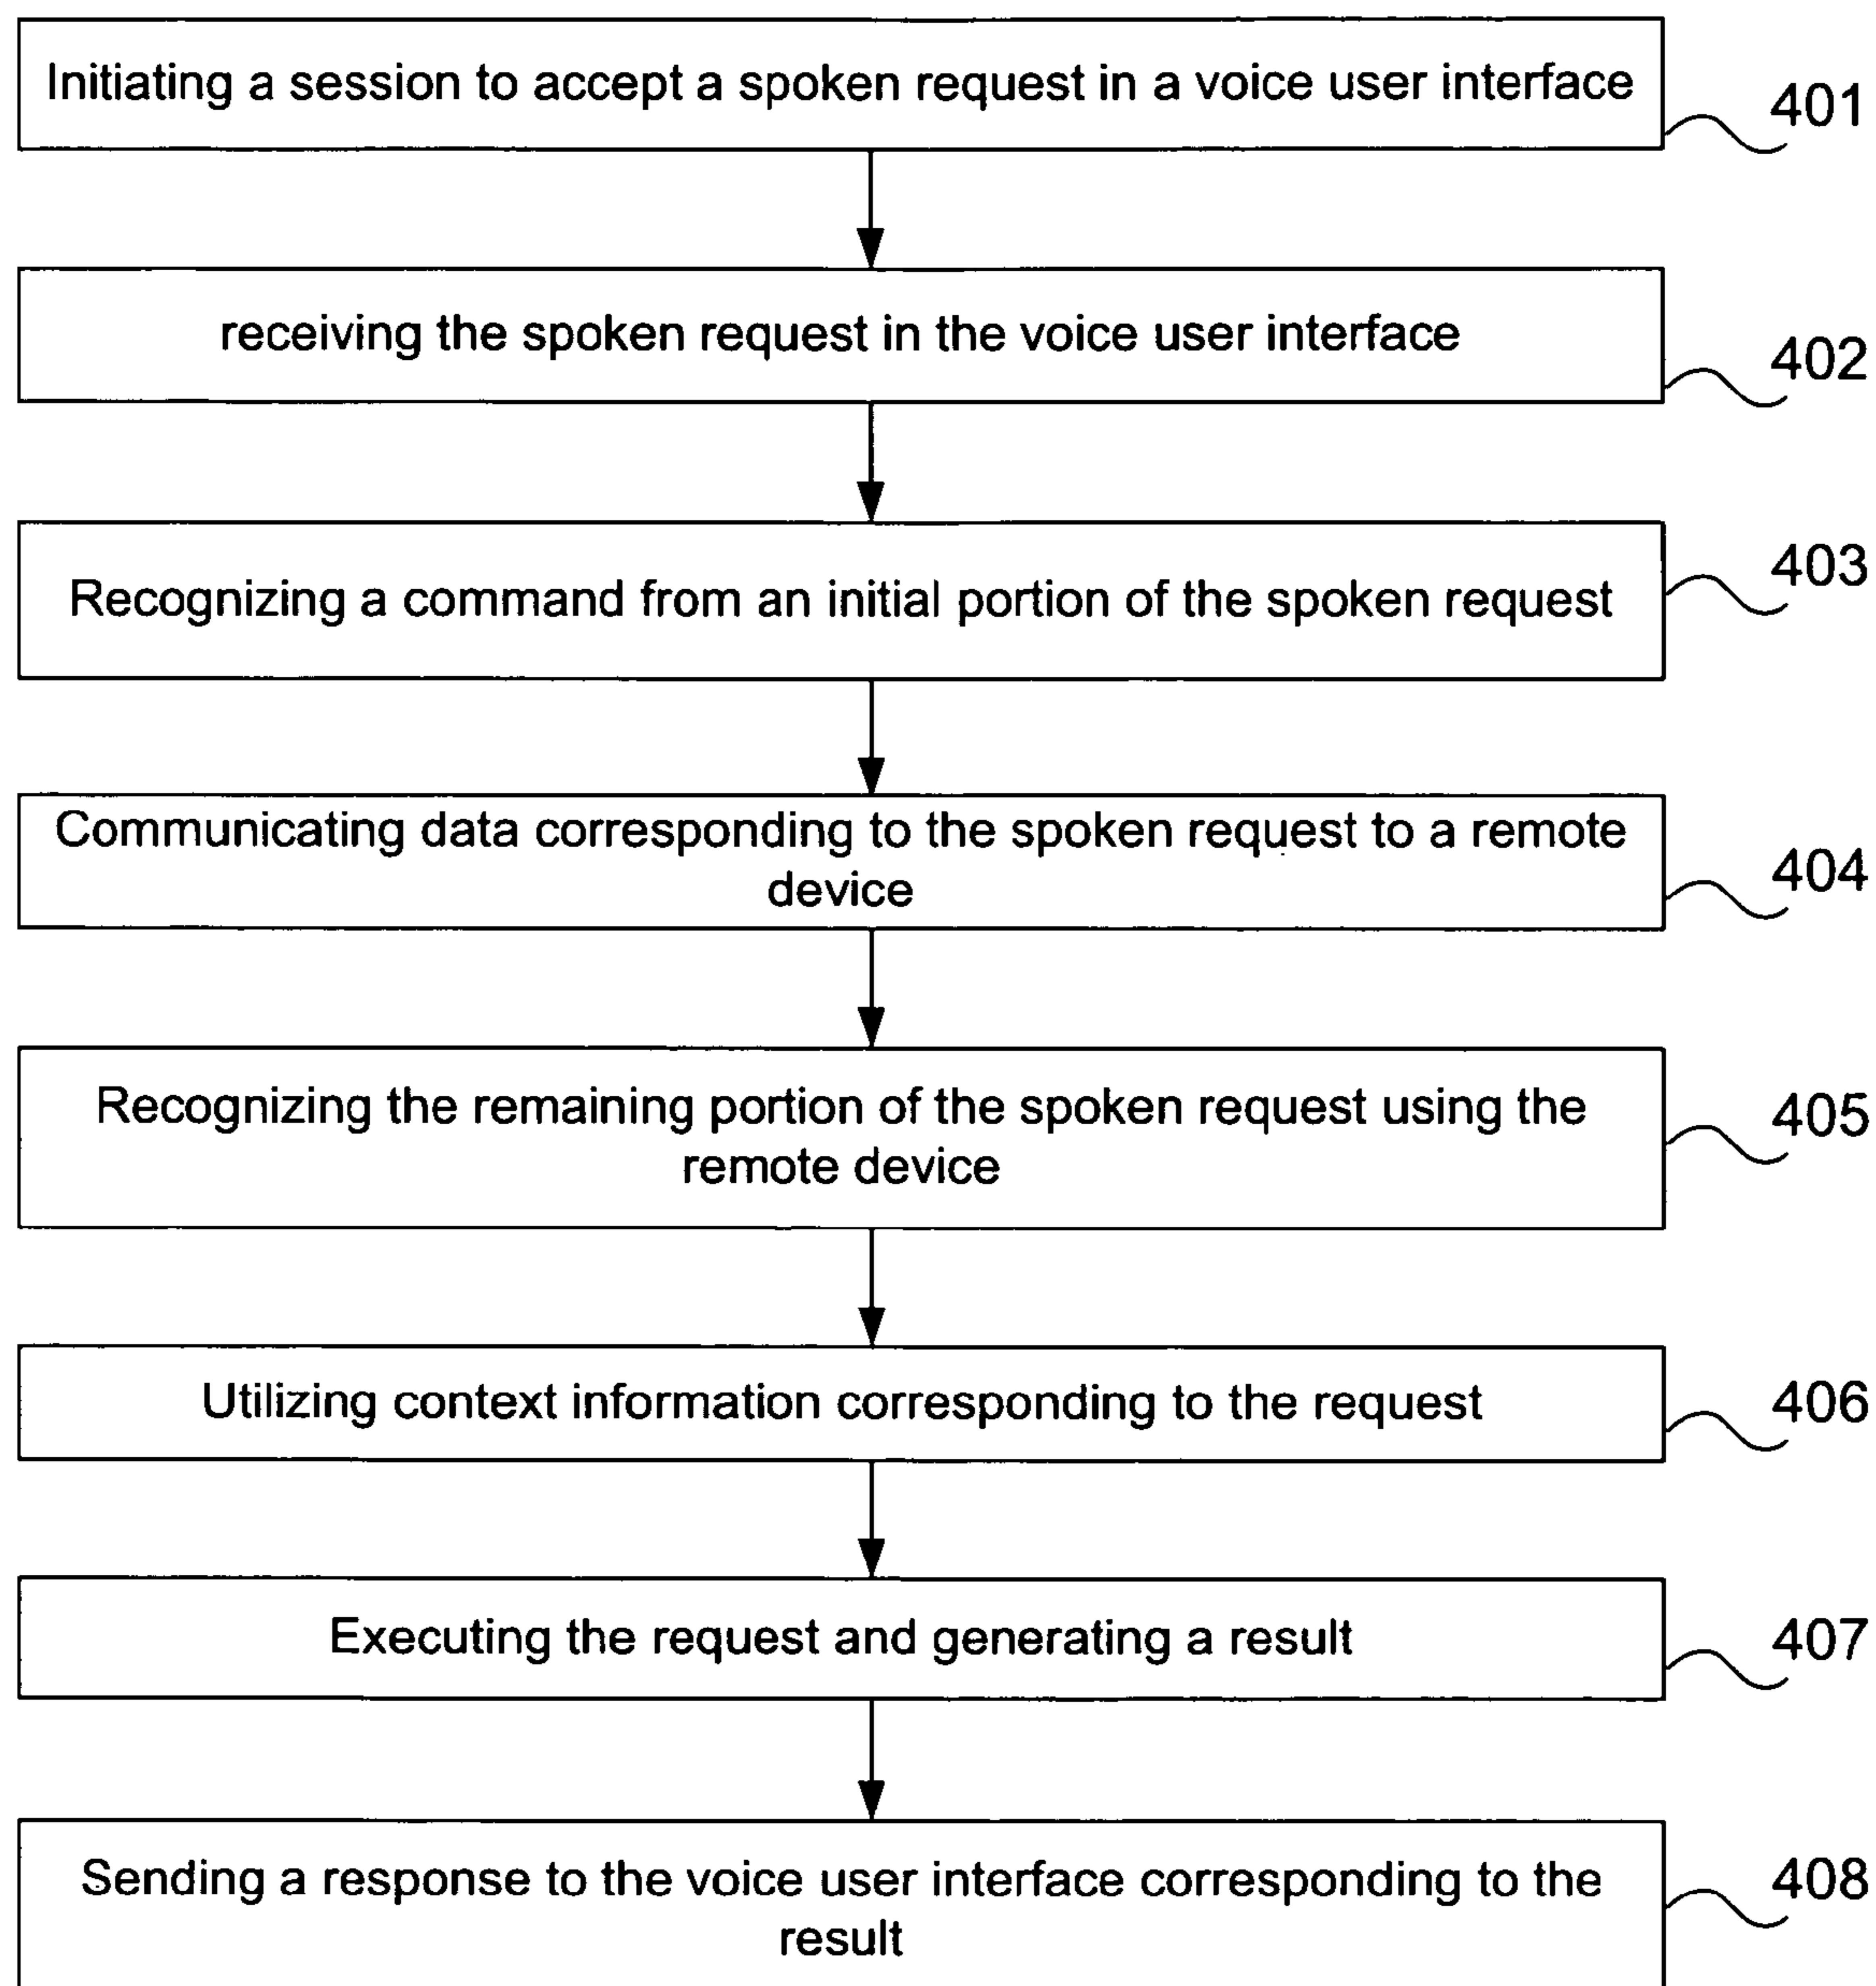 Initiating a session to accept a spoken request in a voice user interface
401
receiving the spoken request in the voice user interface
402
Recognizing a command from an initial portion of the spoken request
403
Communicating data corresponding to the spoken request to a remote
device
404
Recognizing the remaining portion of the spoken request using the
remote device
405
Utilizing context information corresponding to the request
406
Executing the request and generating a result
407
Sending a response to the voice user interface corresponding to the
result
408